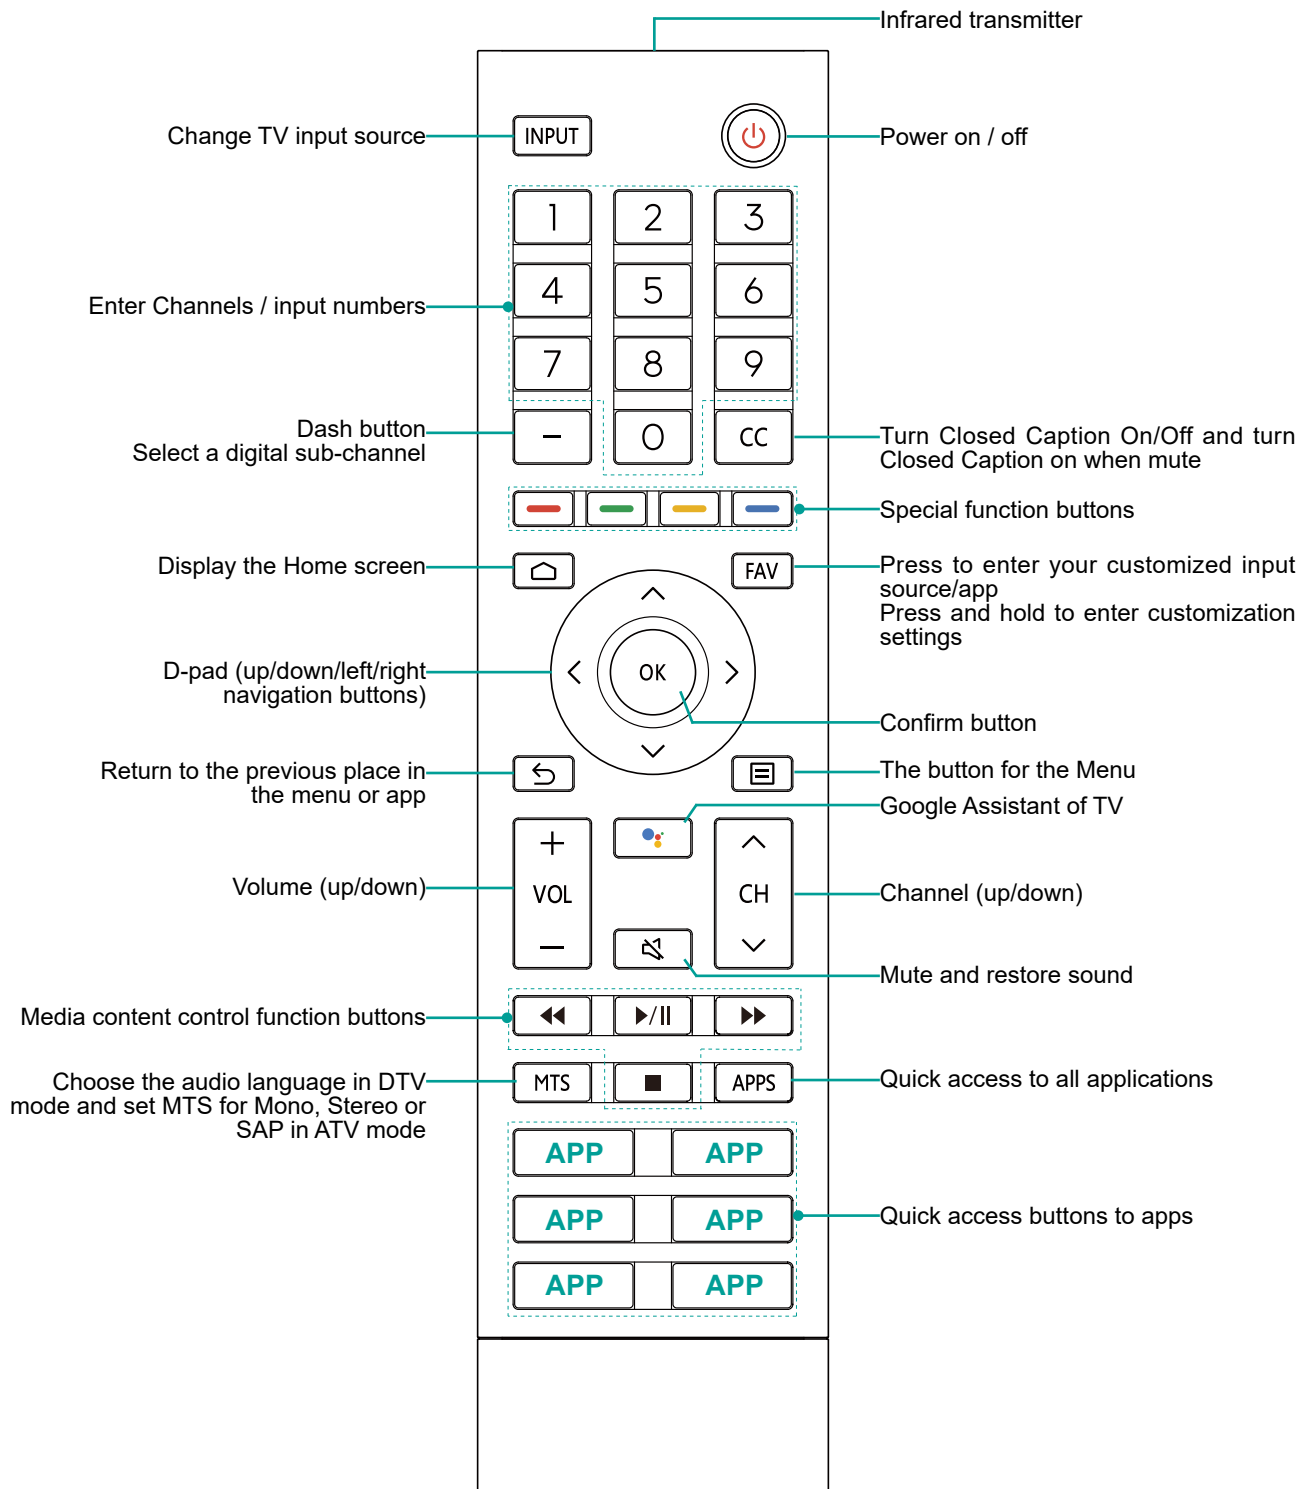 Infrared transmitter
Change TV input source
INPUT
Power on / off
1
2
3
Enter Channels / input numbers
4
5
6
7
8
9
Dash button
Select a digital sub-channel
–
0
CC
Turn Closed Caption On/Off and turn
Closed Caption on when mute
Special function buttons
Display the Home screen
FAV
Press to enter your customized input
source/app
Press and hold to enter customization
settings
D-pad (up/down/left/right
navigation buttons)
OK
Confirm button
Return to the previous place in
the menu or app
The button for the Menu
Google Assistant of TV
Volume (up/down)
+
VOL
–
CH
Channel (up/down)
Mute and restore sound
Media content control function buttons
Choose the audio language in DTV
mode and set MTS for Mono, Stereo or
SAP in ATV mode
MTS
APPS
Quick access to all applications
APP
APP
APP
APP
Quick access buttons to apps
APP
APP